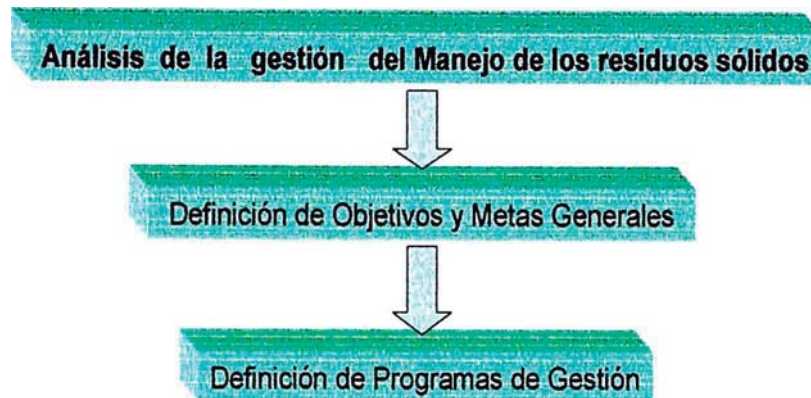 Análisis de la gestión del Manejo de los residuos sólidos
Definición de Objetivos y Metas Generales
Definición de Programas de Gestión